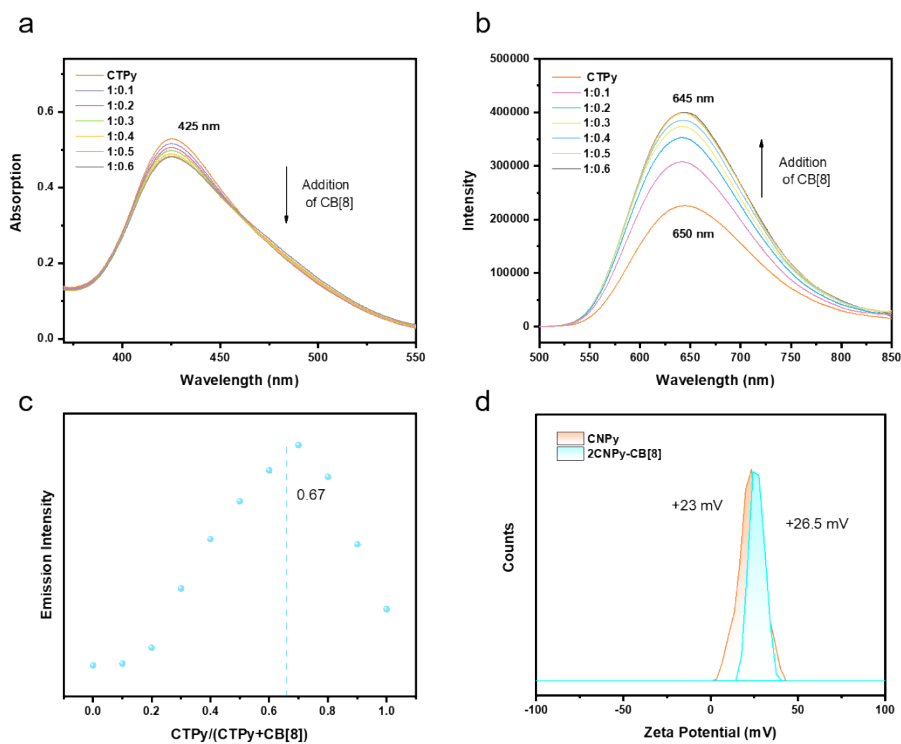 a
0.6
0.4
0.2
0.0
Absorption
CTPy
1:0.1
1:0.2
1:0.3
1:0.4
1:0.5
1:0.6
425 nm
Addition
of CB[8]
400
450
500
550
Wavelength (nm)
b
500000
400000
300000
200000
100000
0
Intensity
CTPy
1:0.1
1:0.2
1:0.3
1:0.4
1:0.5
1:0.6
645 nm
650 nm
Addition
of CB[8]
500
550
600
650
700
750
800
850
Wavelength (nm)
c
Emission Intensity
0.67
0.0
0.2
0.4
0.6
0.8
1.0
CTPy/(CTPy+CB[8])
d
Counts
CNPy
2CNPy-CB[8]
+23 mV
+26.5 mV
-100
-50
0
50
100
Zeta Potential (mV)